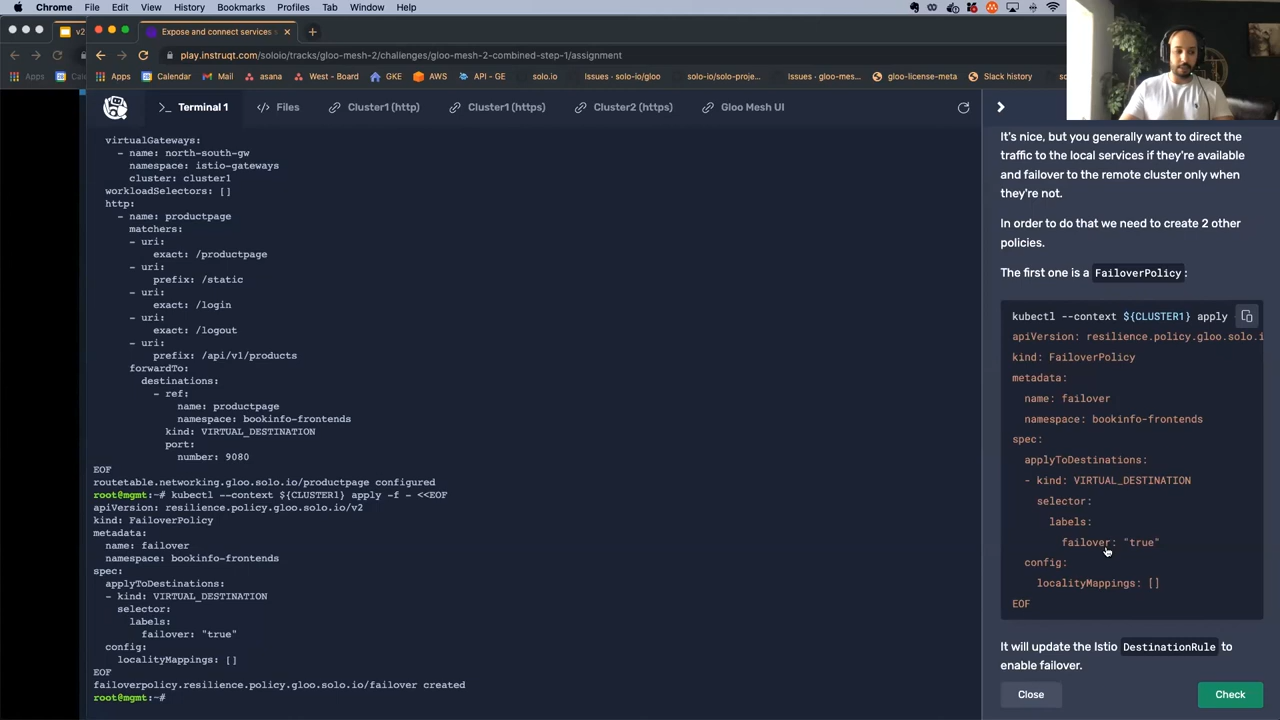 Chrome File Edit View History Bookmarks Profiles Tab Window Help
v2
Expose and connect services
play.instruqt.com/soloio/tracks/gloo-mesh-2/challenges/gloo-mesh-2-combined-step-1/assignment
Apps
Apps Calendar Mail asana West - Board GKE AWS API - GE solo.io Issues · solo-io/gloo solo-io/solo-proje... Issues · gloo-mes... gloo-license-meta Slack history
>_ Terminal 1 </> Files Cluster1 (http) Cluster1 (https) Cluster2 (https) Gloo Mesh UI
virtualGateways:
- name: north-south-gw
namespace: istio-gateways
cluster: cluster1
workloadSelectors: []
http:
- name: productpage
matchers:
- uri:
exact: /productpage
- uri:
prefix: /static
- uri:
exact: /login
- uri:
exact: /logout
- uri:
prefix: /api/v1/products
forwardTo:
destinations:
- ref:
name: productpage
namespace: bookinfo-frontends
kind: VIRTUAL_DESTINATION
port:
number: 9080
EOF
routetable.networking.gloo.solo.io/productpage configured
root@mgmt:~# kubectl --context ${CLUSTER1} apply -f - <<EOF
apiVersion: resilience.policy.gloo.solo.io/v2
kind: FailoverPolicy
metadata:
name: failover
namespace: bookinfo-frontends
spec:
applyToDestinations:
- kind: VIRTUAL_DESTINATION
selector:
labels:
failover: "true"
config:
localityMappings: []
EOF
failoverpolicy.resilience.policy.gloo.solo.io/failover created
root@mgmt:~#
It's nice, but you generally want to direct the
traffic to the local services if they're available
and failover to the remote cluster only when
they're not.
In order to do that we need to create 2 other
policies.
The first one is a FailoverPolicy:
kubectl --context ${CLUSTER1} apply
apiVersion: resilience.policy.gloo.solo.i
kind: FailoverPolicy
metadata:
name: failover
namespace: bookinfo-frontends
spec:
applyToDestinations:
- kind: VIRTUAL_DESTINATION
selector:
labels:
failover: "true"
config:
localityMappings: []
EOF
It will update the Istio DestinationRule to
enable failover.
Close Check